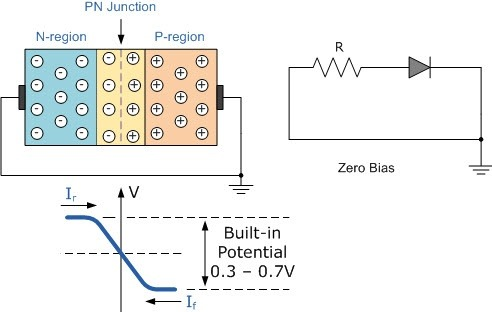 PN Junction
N-region
P-region
R
Zero Bias
Ir
V
Built-in
Potential
0.3 – 0.7V
If